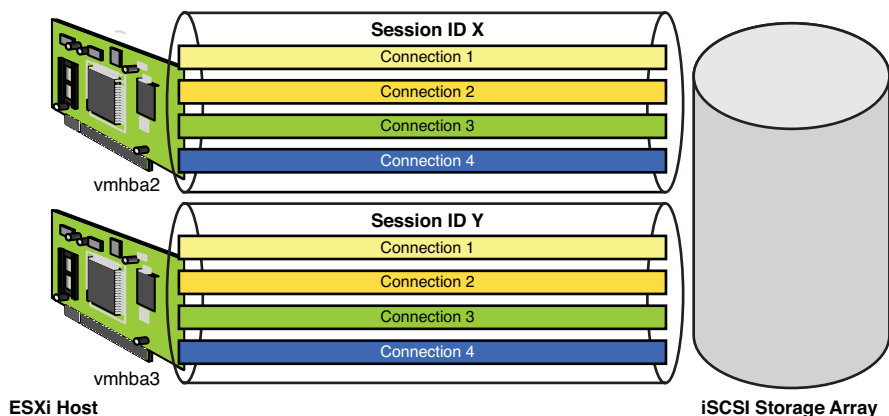 Session ID X
Connection 1
Connection 2
Connection 3
Connection 4
vmhba2
Session ID Y
Connection 1
Connection 2
Connection 3
Connection 4
vmhba3
ESXi Host
iSCSI Storage Array